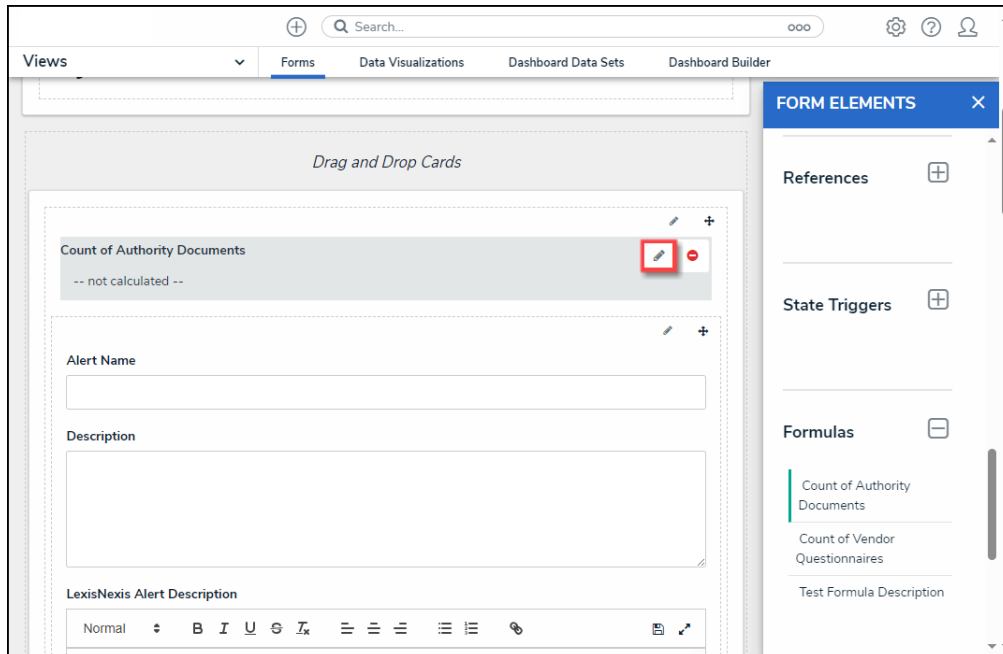 Search...
ooo
Views
Forms
Data Visualizations
Dashboard Data Sets
Dashboard Builder
Drag and Drop Cards
Count of Authority Documents
-- not calculated --
Alert Name
Description
LexisNexis Alert Description
Normal
B I U S Tx
FORM ELEMENTS
References
State Triggers
Formulas
Count of Authority
Documents
Count of Vendor
Questionnaires
Test Formula Description